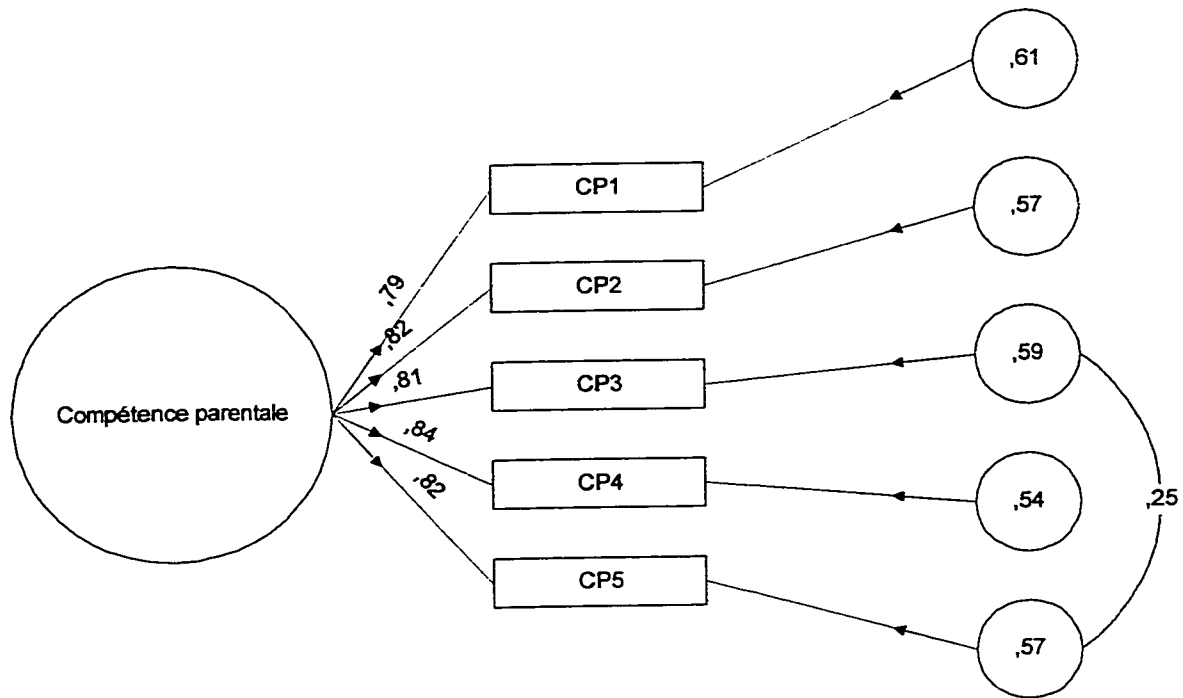 ,61
CP1
,57
,79
CP2
,82
,59
CP3
,81
Compétence parentale
,84
CP4
,54
,25
,82
CP5
,57